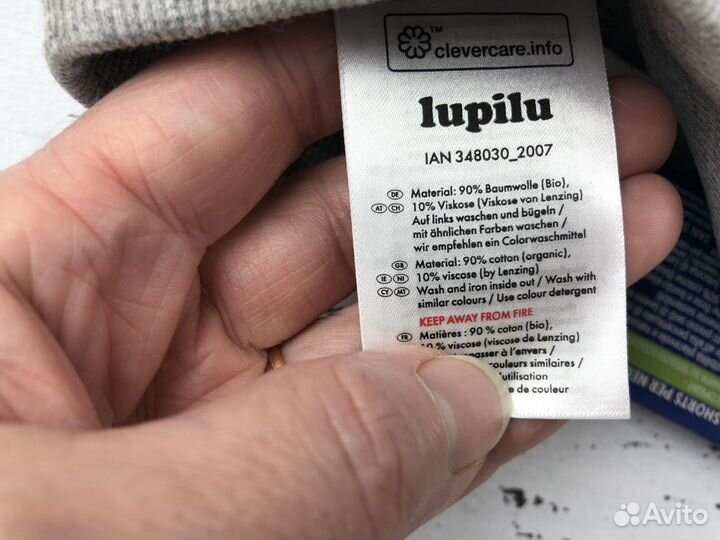 TM
clevercare.info
lupilu
IAN 348030_2007
DE Material: 90% Baumwolle (Bio),
AT CH 10% Viskose (Viskose von Lenzing)
Auf links waschen und bügeln /
mit ähnlichen Farben waschen /
wir empfehlen ein Colorwaschmittel
GB Material: 90% cotton (organic),
IE NI 10% viscose (by Lenzing)
CY MT Wash and iron inside out / Wash with
similar colours / Use colour detergent
KEEP AWAY FROM FIRE
FR Matières : 90 % coton (bio),
% viscose (viscose de Lenzing)
à l'envers /
couleurs similaires /
l'utilisation
de couleur
SHORTS PER
Avito